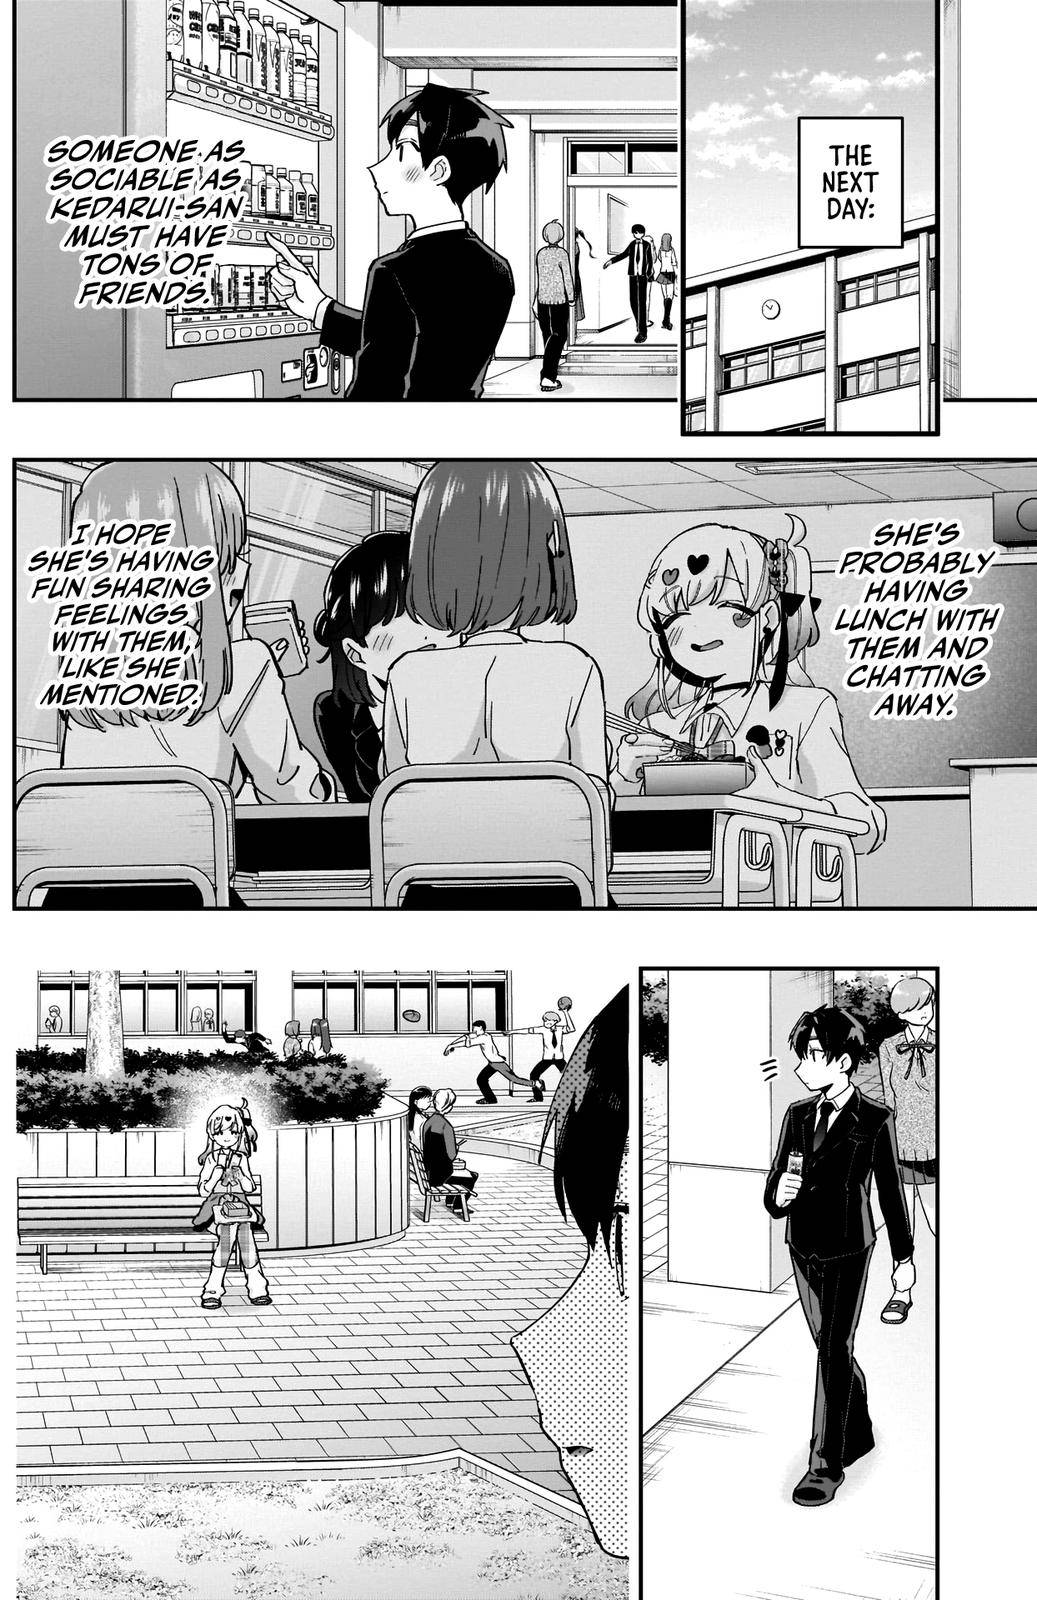 THE
NEXT
DAY:
SOMEONE AS
SOCIABLE AS
KEDARUI-SAN
MUST HAVE
TONS OF
FRIENDS.
SHE'S
PROBABLY
HAVING
LUNCH WITH
THEM AND
CHATTING
AWAY.
I HOPE
SHE'S HAVING
FUN SHARING
FEELINGS
WITH THEM,
LIKE SHE
MENTIONED.